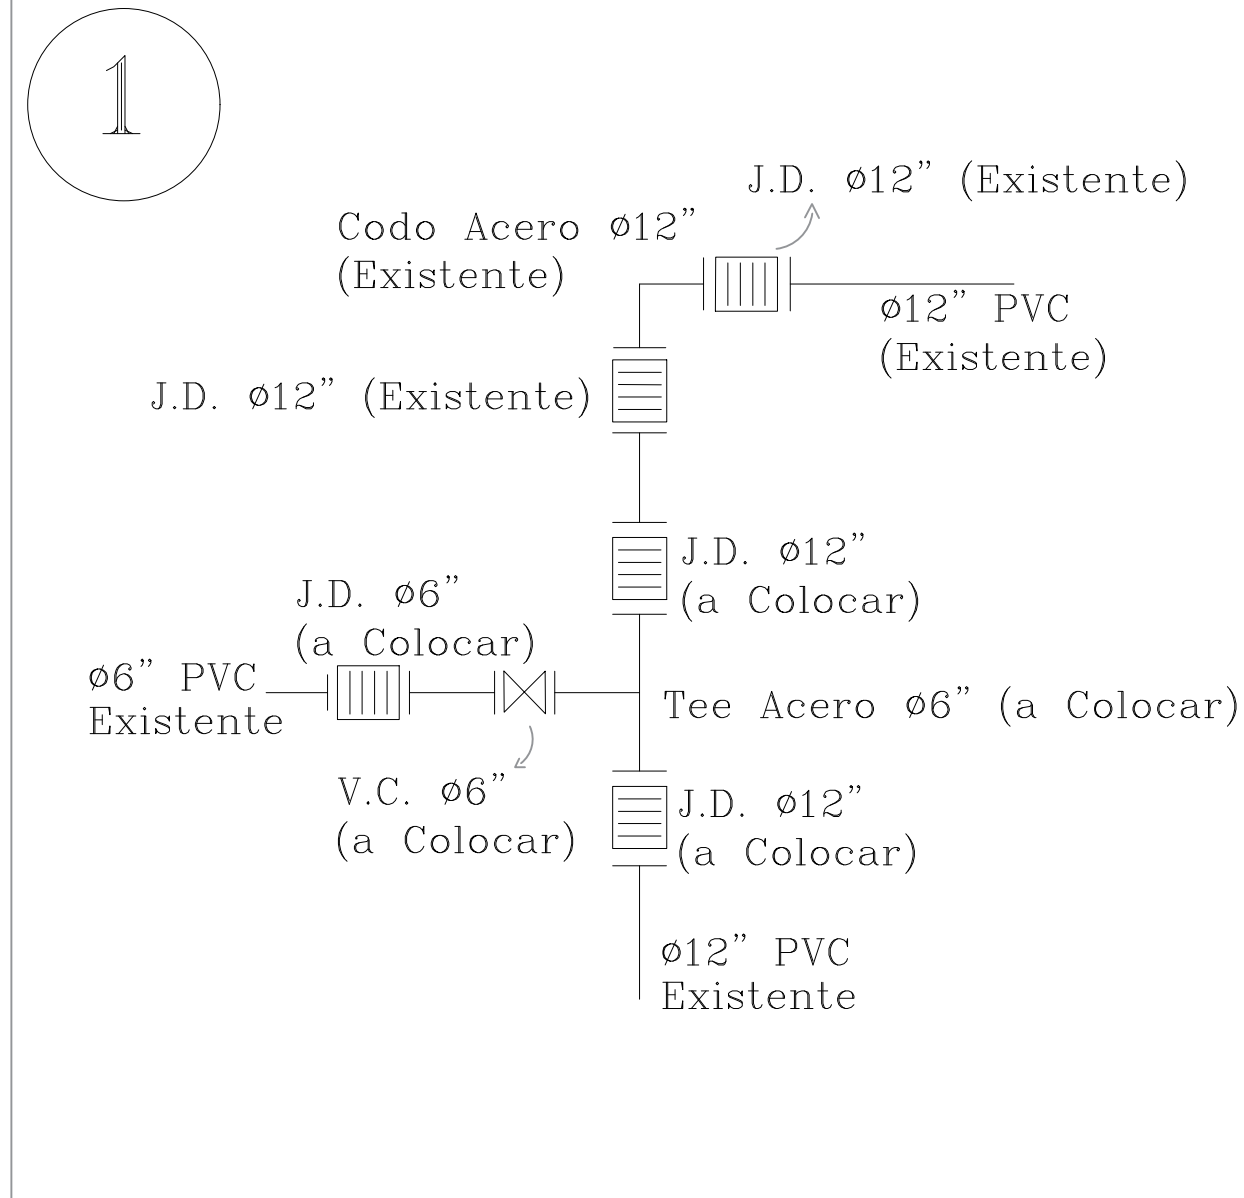 1
J.D. ø12” (Existente)
Codo Acero ø12”
(Existente)
ø12” PVC
(Existente)
J.D. ø12” (Existente)
J.D. ø12”
(a Colocar)
J.D. ø6”
(a Colocar)
ø6” PVC
Existente
Tee Acero ø6” (a Colocar)
V.C. ø6”
(a Colocar)
J.D. ø12”
(a Colocar)
ø12” PVC
Existente